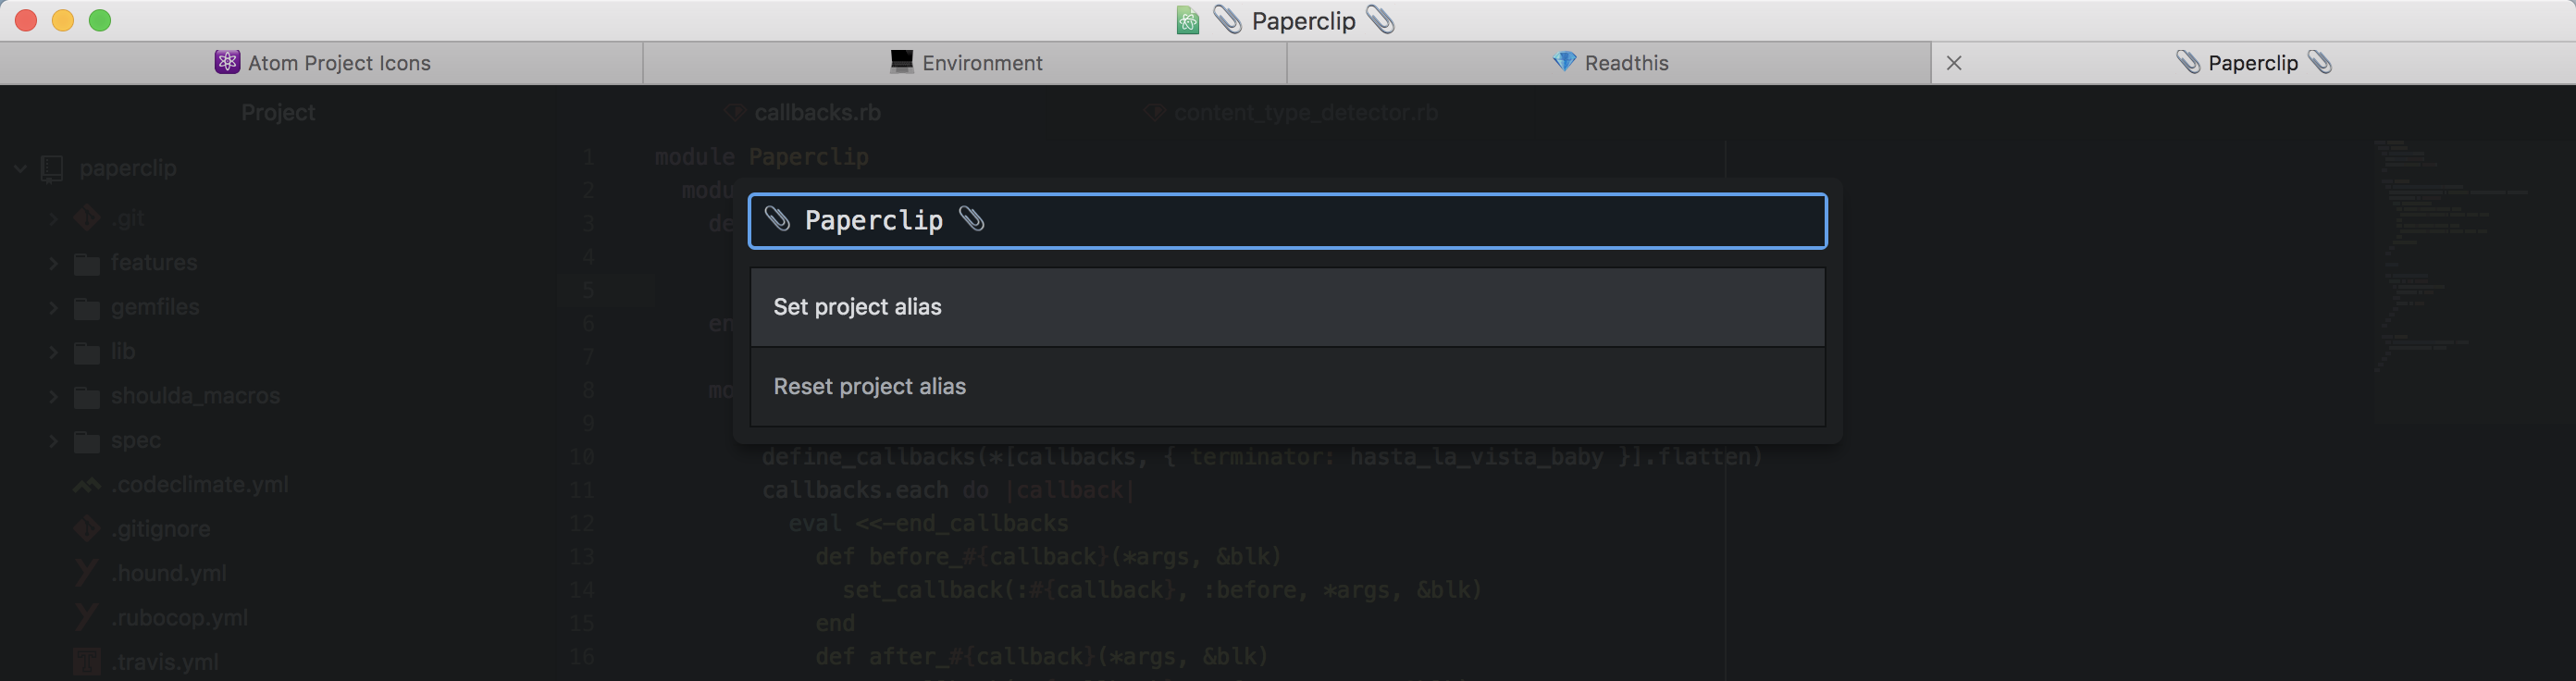 📎 Paperclip 📎
Atom Project Icons
Environment
Readthis
📎 Paperclip 📎
Project
callbacks.rb
content_type_detector.rb
paperclip
.git
features
gemfiles
lib
shoulda_macros
spec
.codeclimate.yml
.gitignore
.hound.yml
.rubocop.yml
.travis.yml
1 module Paperclip
2 modu
3 de
4
5
6 en
7
8 mo
9
📎 Paperclip 📎
Set project alias
Reset project alias
10 define_callbacks(*[callbacks, { terminator: hasta_la_vista_baby }].flatten)
11 callbacks.each do |callback|
12 eval <<-end_callbacks
13 def before_#{callback}(*args, &blk)
14 set_callback(:#{callback}, :before, *args, &blk)
15 end
16 def after_#{callback}(*args, &blk)